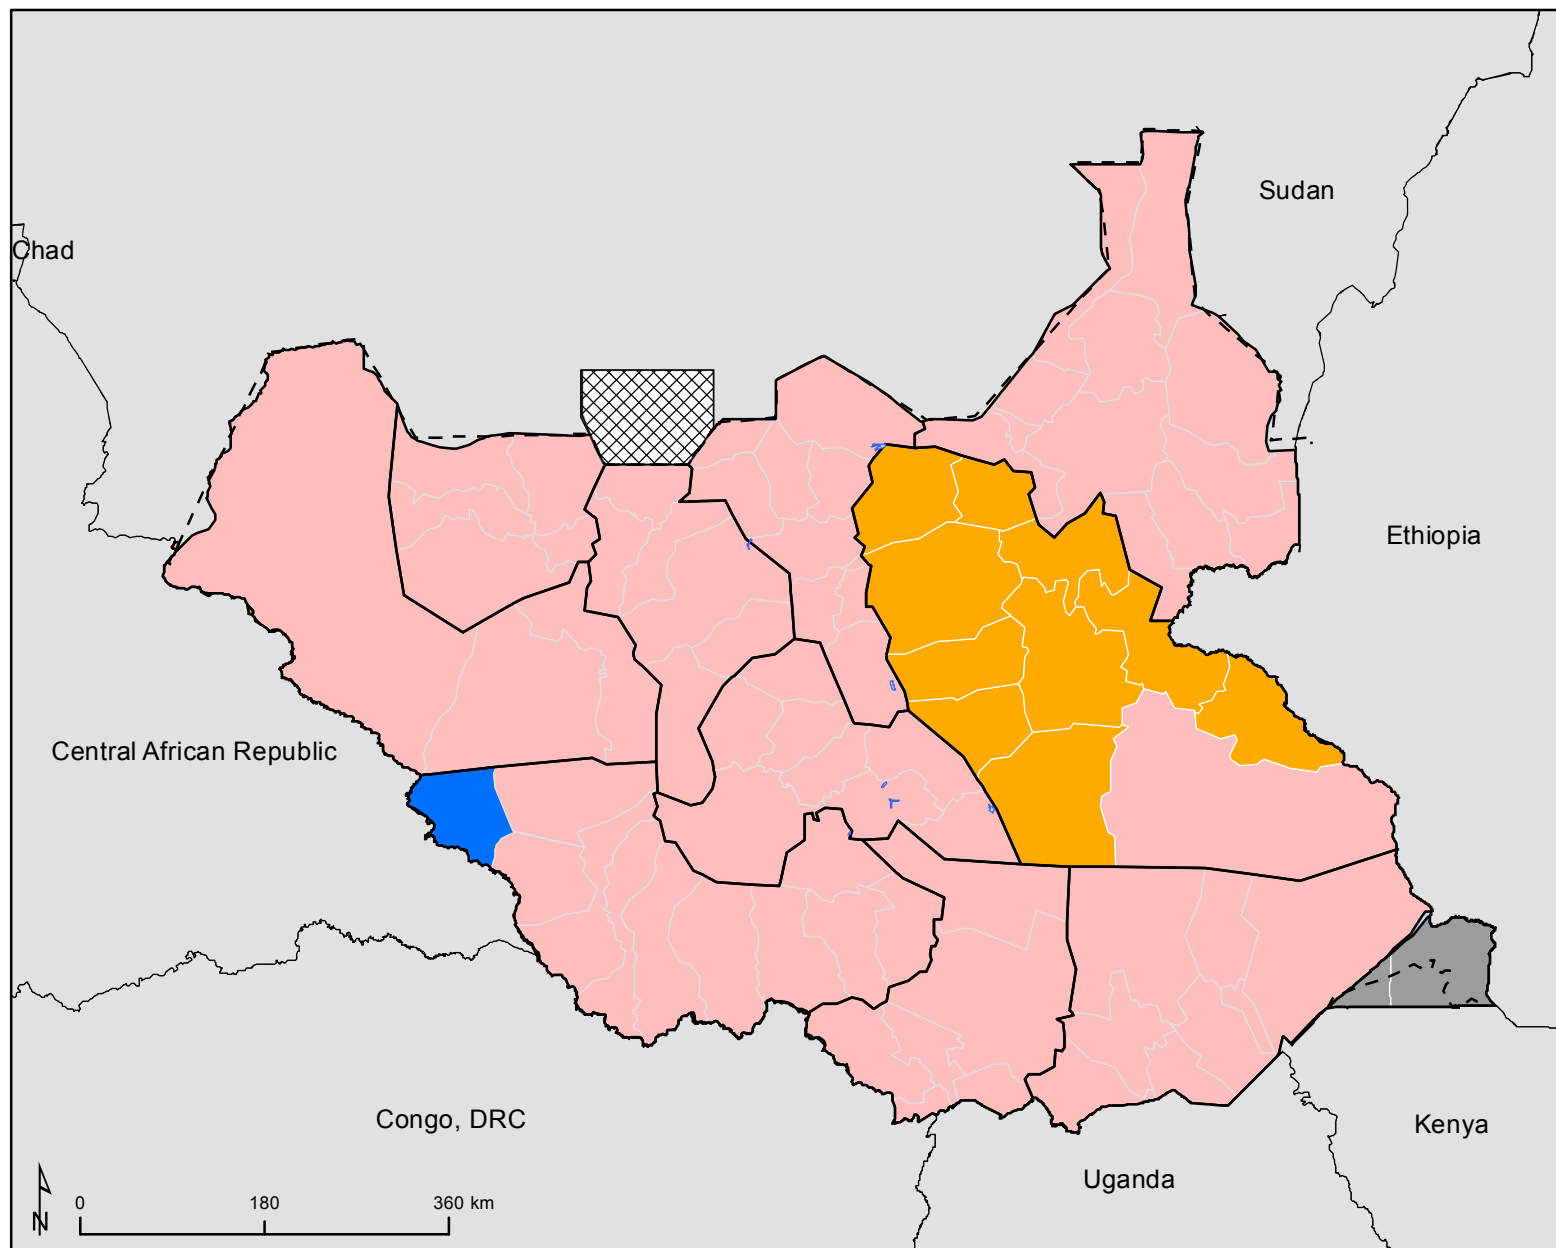 Sudan
Chad
Ethiopia
Central African Republic
Congo, DRC
Kenya
Uganda
0 180 360 km
N